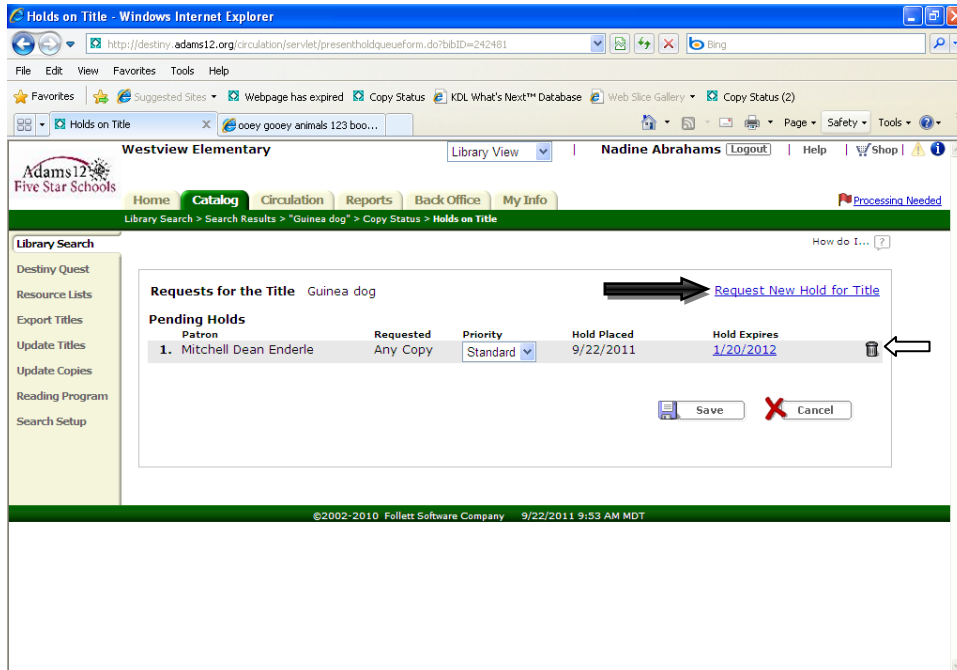 Holds on Title - Windows Internet Explorer
http://destiny.adams12.org/circulation/servlet/presentholdqueueform.do?bibID=242481
Bing
File Edit View Favorites Tools Help
Favorites Suggested Sites Webpage has expired Copy Status KDL What's Next™ Database Web Slice Gallery Copy Status (2)
Holds on Title X ooey gooey animals 123 boo... Page Safety Tools
Westview Elementary Library View | Nadine Abrahams Logout | Help | Shop |
Adams12
Five Star Schools
Home Catalog Circulation Reports Back Office My Info Processing Needed
Library Search > Search Results > "Guinea dog" > Copy Status > Holds on Title
Library Search
How do I... ?
Destiny Quest
Resource Lists
Export Titles
Update Titles
Update Copies
Reading Program
Search Setup
Requests for the Title Guinea dog Request New Hold for Title
Pending Holds
Patron Requested Priority Hold Placed Hold Expires
1. Mitchell Dean Enderle Any Copy Standard 9/22/2011 1/20/2012
Save Cancel
©2002-2010 Follett Software Company 9/22/2011 9:53 AM MDT